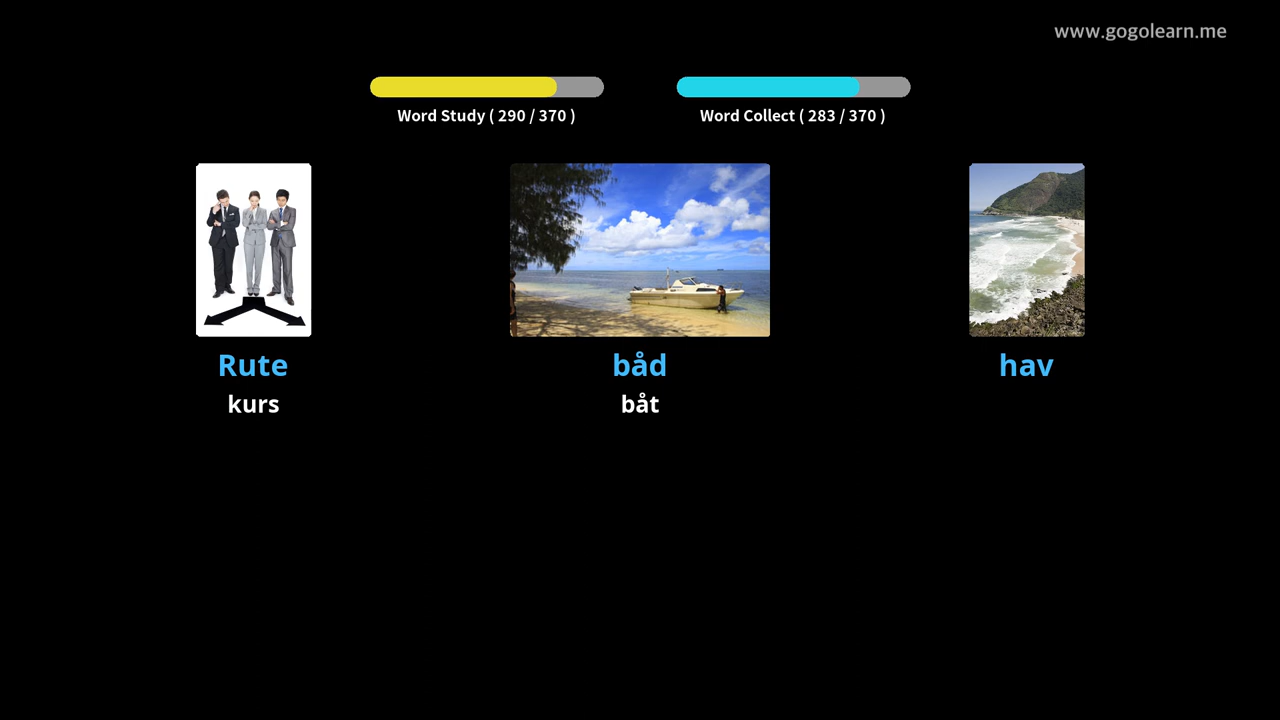 www.gogolearn.me
Word Study ( 290 / 370 )
Word Collect ( 283 / 370 )
Rute
kurs
båd
båt
hav